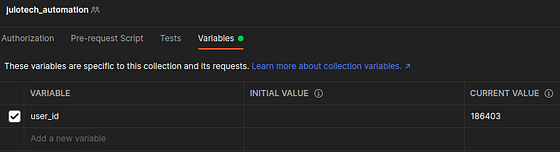 julotech_automation
Authorization Pre-request Script Tests Variables
These variables are specific to this collection and its requests. Learn more about collection variables. ↗
VARIABLE INITIAL VALUE CURRENT VALUE
user_id 186403
Add a new variable